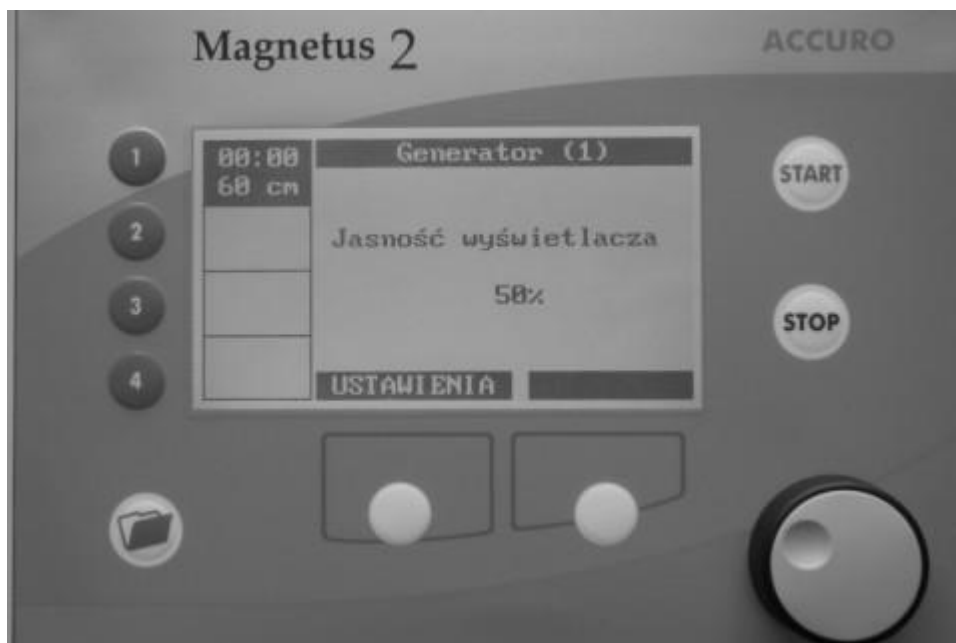 Magnetus 2
ACCURO
1
00:00
60 cm
Generator (1)
START
2
Jasność wyświetlacza
50%
3
STOP
4
USTAWIENIA